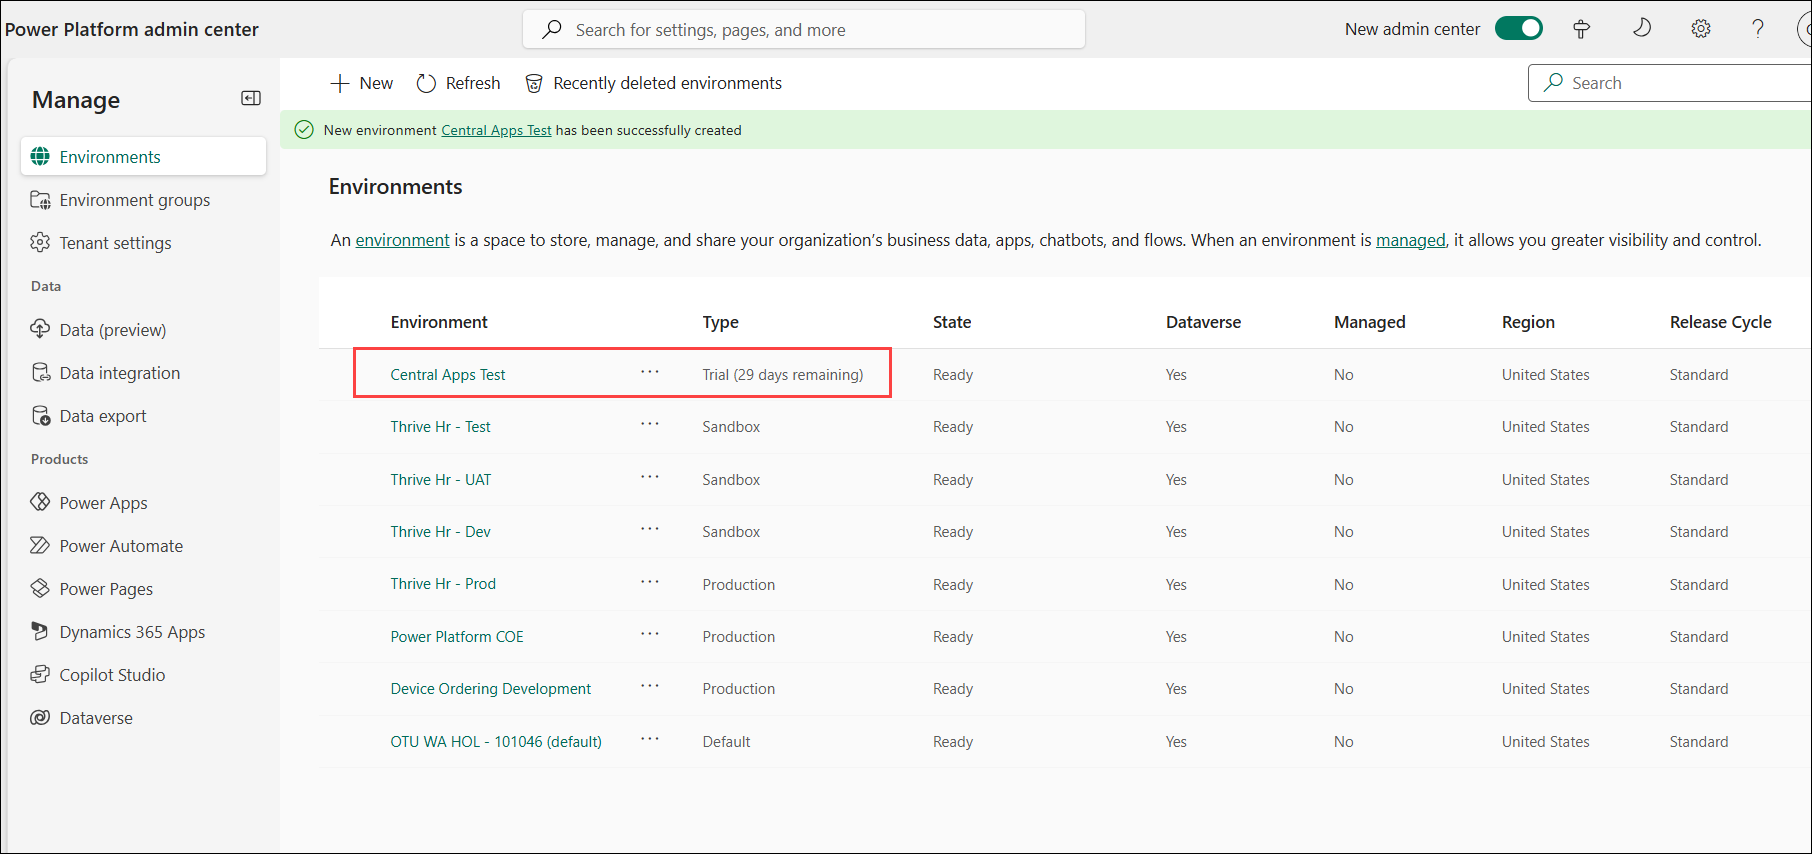 Power Platform admin center
Search for settings, pages, and more
New admin center
Manage
New
Refresh
Recently deleted environments
Search
New environment Central Apps Test has been successfully created
Environments
Environment groups
Tenant settings
Data
Data (preview)
Data integration
Data export
Products
Power Apps
Power Automate
Power Pages
Dynamics 365 Apps
Copilot Studio
Dataverse
Environments
An environment is a space to store, manage, and share your organization’s business data, apps, chatbots, and flows. When an environment is managed, it allows you greater visibility and control.
Environment Type State Dataverse Managed Region Release Cycle
Central Apps Test ... Trial (29 days remaining) Ready Yes No United States Standard
Thrive Hr - Test ... Sandbox Ready Yes No United States Standard
Thrive Hr - UAT ... Sandbox Ready Yes No United States Standard
Thrive Hr - Dev ... Sandbox Ready Yes No United States Standard
Thrive Hr - Prod ... Production Ready Yes No United States Standard
Power Platform COE ... Production Ready Yes No United States Standard
Device Ordering Development ... Production Ready Yes No United States Standard
OTU WA HOL - 101046 (default) ... Default Ready Yes No United States Standard